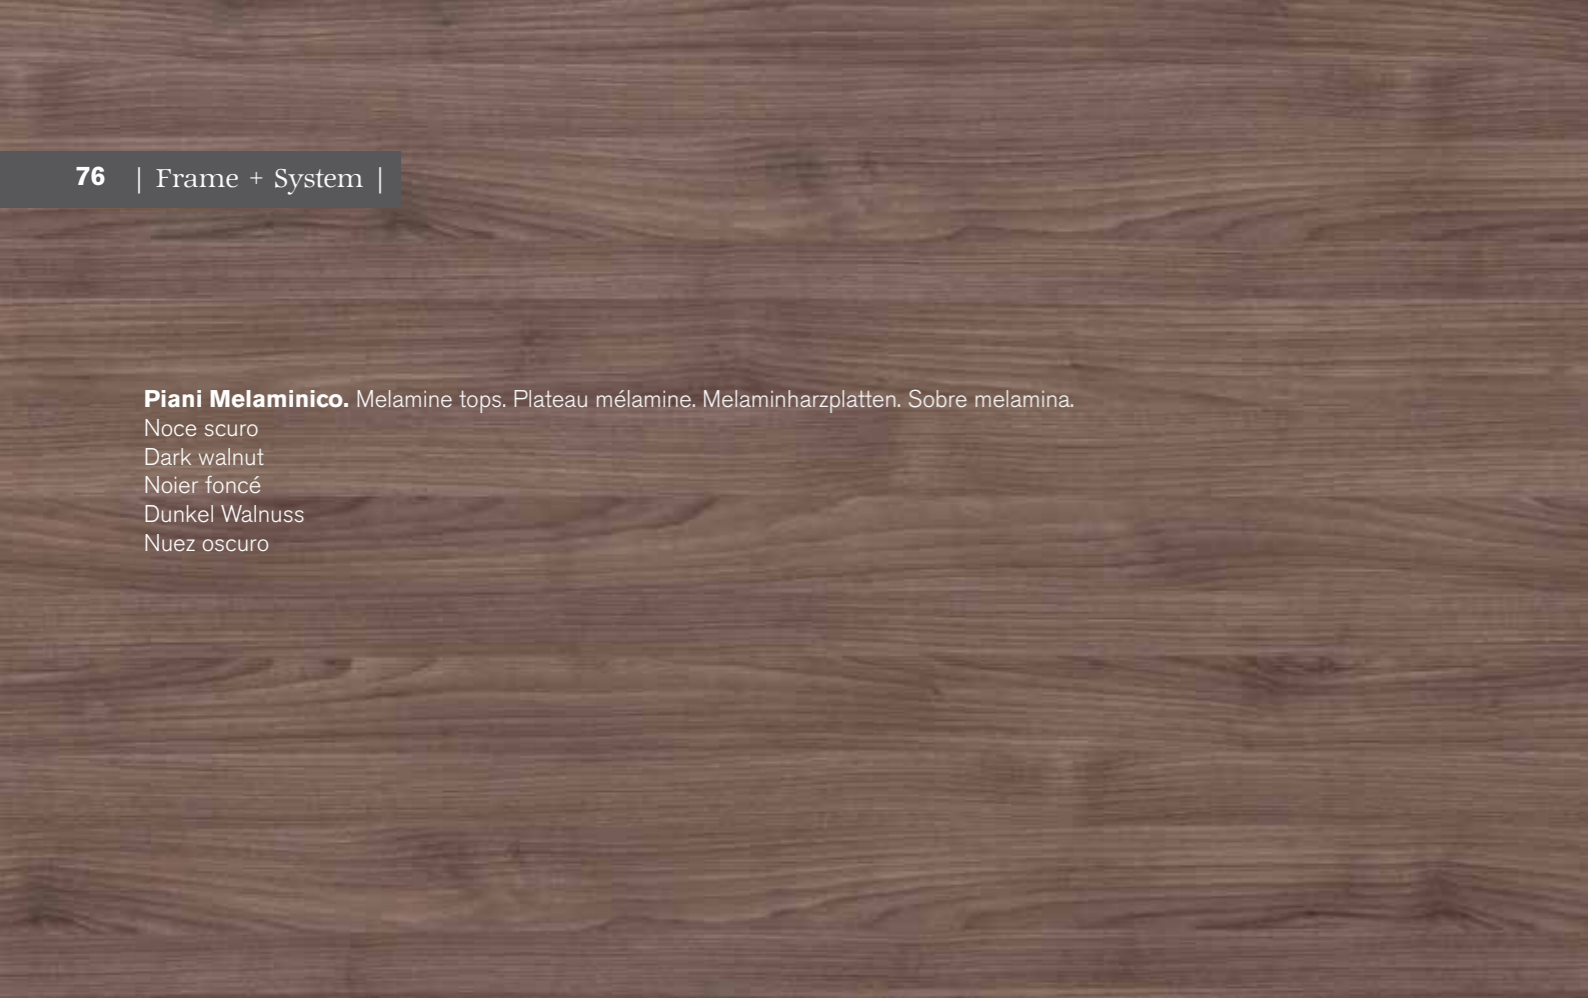 76 | Frame + System |
Piani Melaminico. Melamine tops. Plateau mélamine. Melaminharzplatten. Sobre melamina.
Noce scuro
Dark walnut
Noier foncé
Dunkel Walnuss
Nuez oscuro